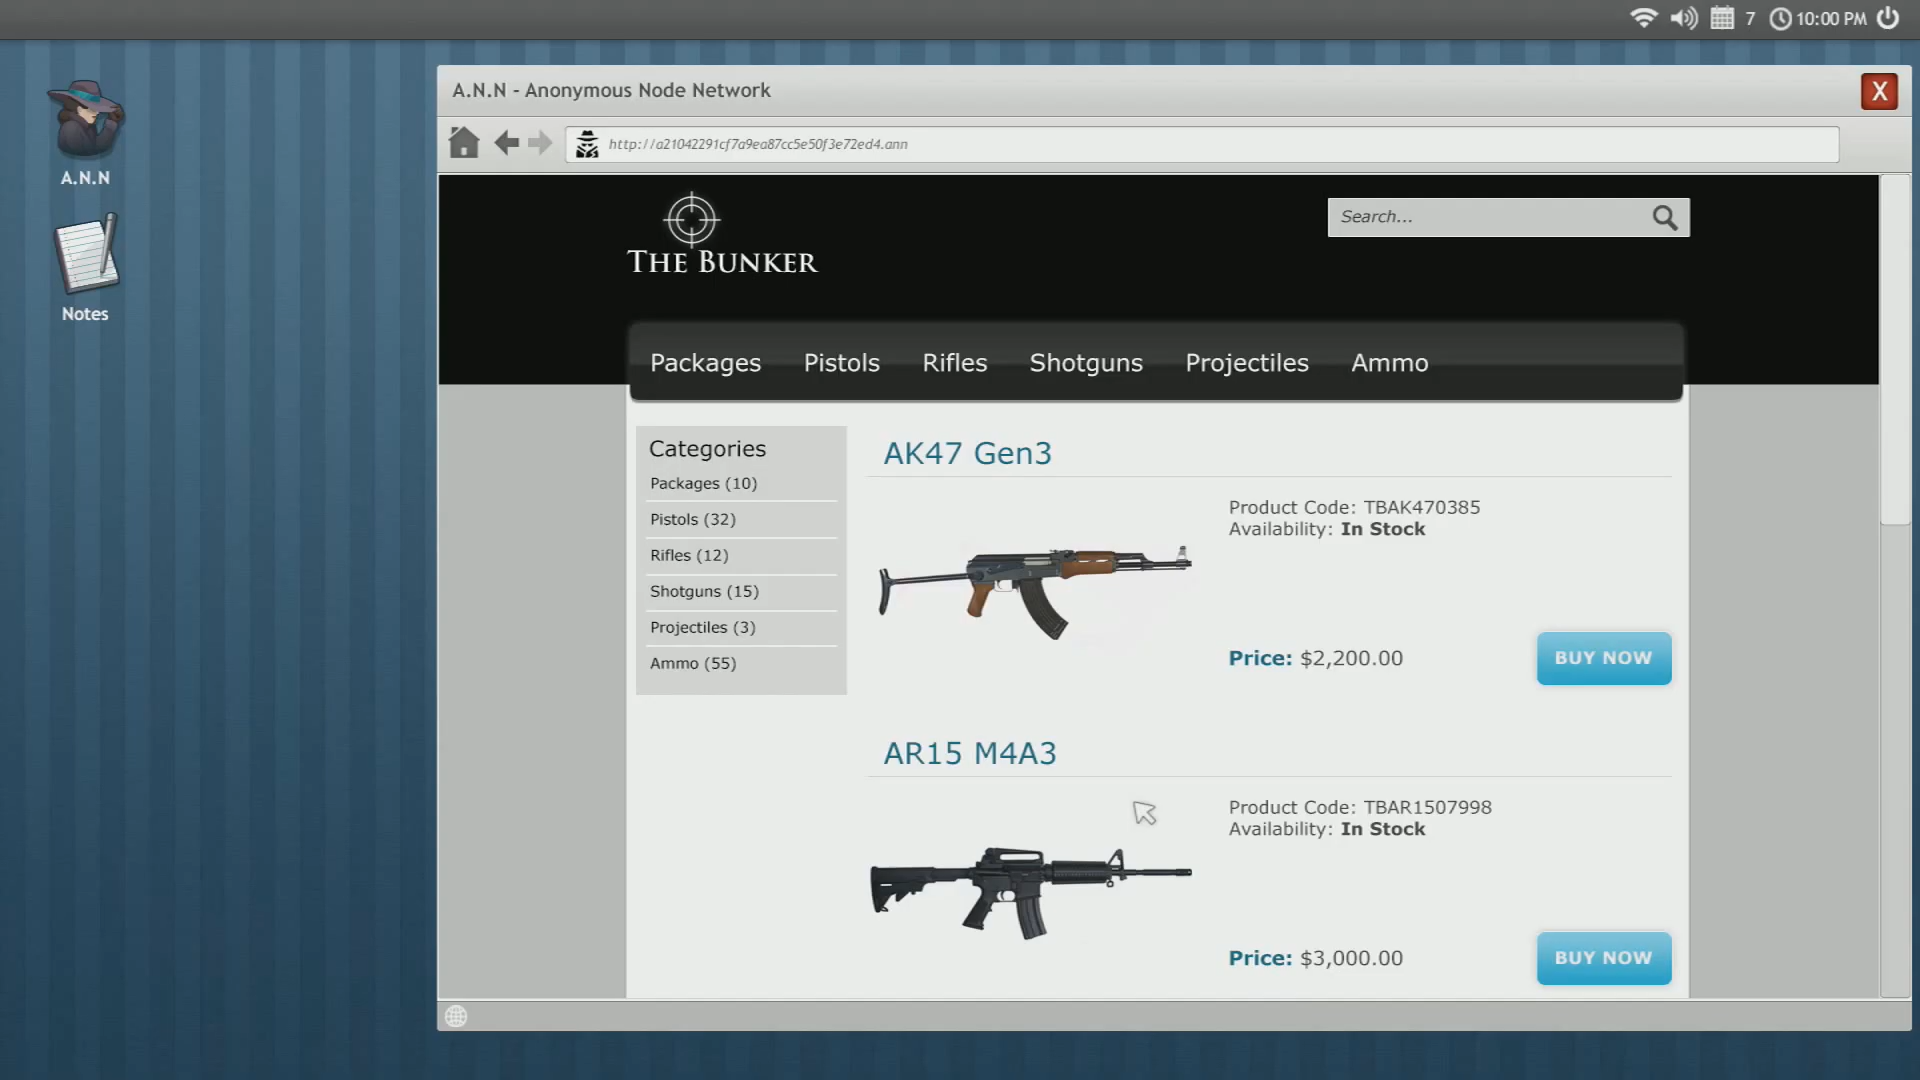 7 10:00 PM
A.N.N
Notes
A.N.N - Anonymous Node Network
X
http://a21042291cf7a9ea87cc5e50f3e72ed4.ann
THE BUNKER
Search...
Packages Pistols Rifles Shotguns Projectiles Ammo
Categories
Packages (10)
Pistols (32)
Rifles (12)
Shotguns (15)
Projectiles (3)
Ammo (55)
AK47 Gen3
Product Code: TBAK470385
Availability: In Stock
Price: $2,200.00
BUY NOW
AR15 M4A3
Product Code: TBAR1507998
Availability: In Stock
Price: $3,000.00
BUY NOW